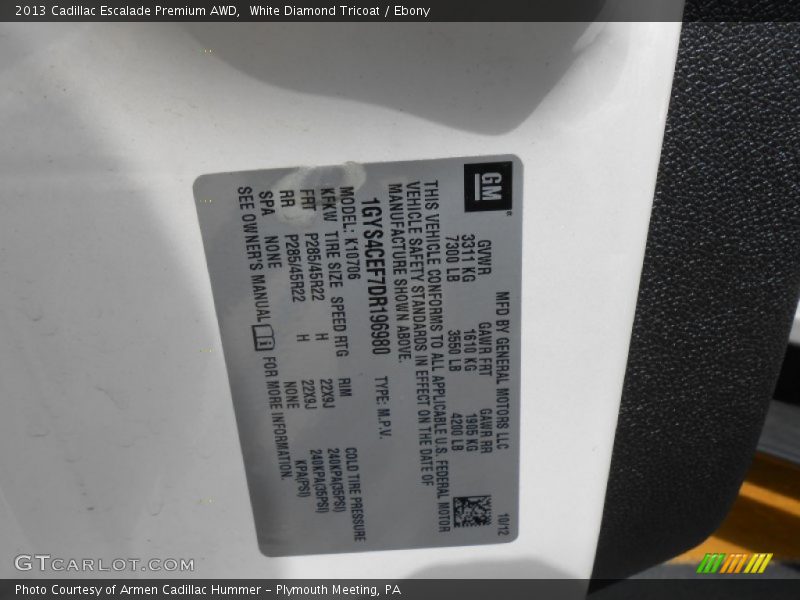 2013 Cadillac Escalade Premium AWD,  White Diamond Tricoat / Ebony
GM
MFD BY GENERAL MOTORS LLC 10/12
GVWR GAWR FRT GAWR RR
3311 KG 1610 KG 1905 KG
7300 LB 3550 LB 4200 LB
THIS VEHICLE CONFORMS TO ALL APPLICABLE U.S. FEDERAL MOTOR
VEHICLE SAFETY STANDARDS IN EFFECT ON THE DATE OF
MANUFACTURE SHOWN ABOVE.
1GYS4CEF7DR196980 TYPE: M.P.V.
MODEL: K10706
KFKW TIRE SIZE SPEED RTG RIM COLD TIRE PRESSURE
FRT P285/45R22 H 22X9J 240KPA(35PSI)
RR P285/45R22 H 22X9J 240KPA(35PSI)
SPA NONE NONE KPA(PSI)
SEE OWNER'S MANUAL i FOR MORE INFORMATION.
GTCARLOT.COM
Photo Courtesy of Armen Cadillac Hummer – Plymouth Meeting, PA